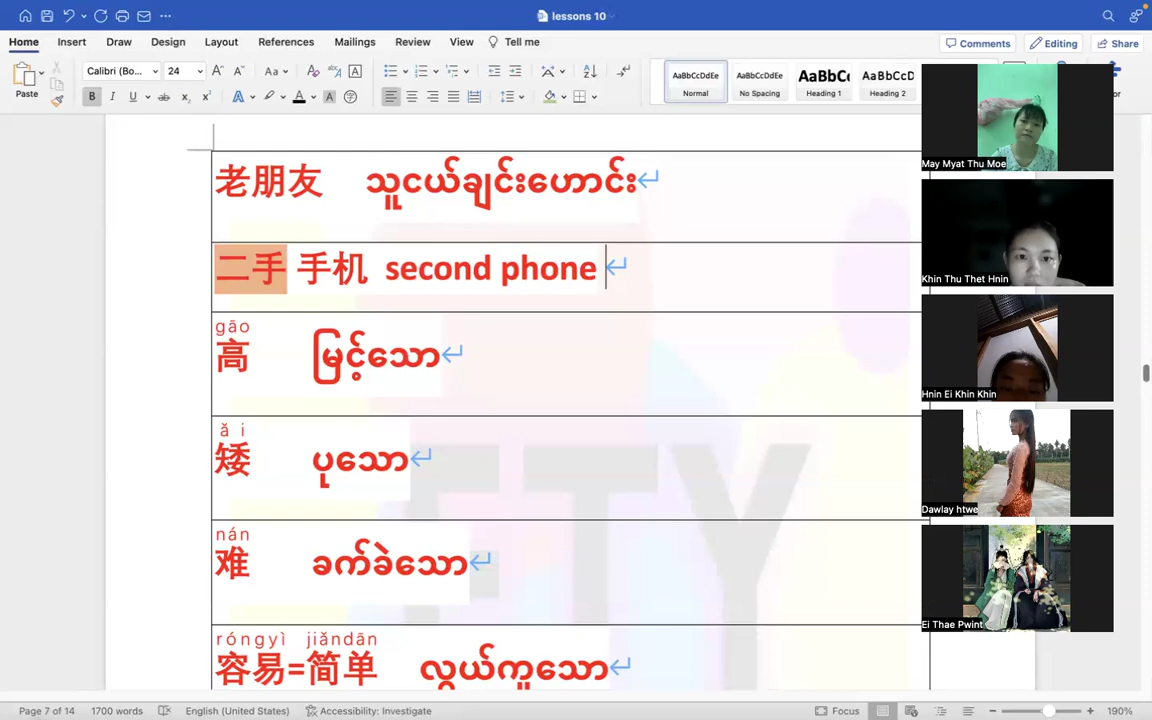 lessons 10
Home Insert Draw Design Layout References Mailings Review View Tell me Comments Editing Share
Paste
Calibri (Bo... 24
AaBbCcDdEe Normal
AaBbCcDdEe No Spacing
AaBbC Heading 1
AaBbCcD Heading 2
老朋友 သူငယ်ချင်းဟောင်း
二手 手机 second phone
gāo
高 မြင့်သော
ǎi
矮 ပုသော
nán
难 ခက်ခဲသော
róngyì jiǎndān
容易=简单 လွယ်ကူသော
ETY
May Myat Thu Moe
Khin Thu Thet Hnin
Hnin Ei Khin Khin
Dawlay htwe
Ei Thae Pwint
Page 7 of 14 1700 words English (United States) Accessibility: Investigate Focus 190%